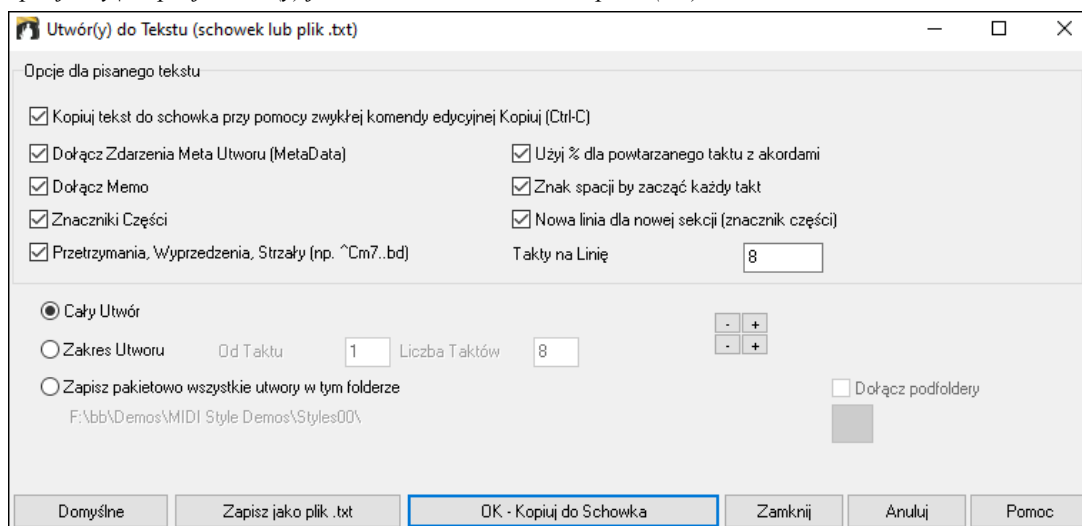 Utwór(y) do Tekstu (schowek lub plik .txt)
Opcje dla pisanego tekstu
Kopiuj tekst do schowka przy pomocy zwykłej komendy edycyjnej Kopiuj (Ctrl-C)
Dołącz Zdarzenia Meta Utworu (MetaData)
Użyj % dla powtarzanego taktu z akordami
Dołącz Memo
Znak spacji by zacząć każdy takt
Znaczniki Części
Nowa linia dla nowej sekcji (znacznik części)
Przetrzymania, Wyprzedzenia, Strzały (np. ^Cm7..bd)
Takty na Linię 8
Cały Utwór
- +
Zakres Utworu Od Taktu 1 Liczba Taktów 8
- +
Zapisz pakietowo wszystkie utwory w tym folderze
Dołącz podfoldery
F:\bb\Demos\MIDI Style Demos\Styles00\
Domyślne Zapisz jako plik .txt OK - Kopiuj do Schowka Zamknij Anuluj Pomoc